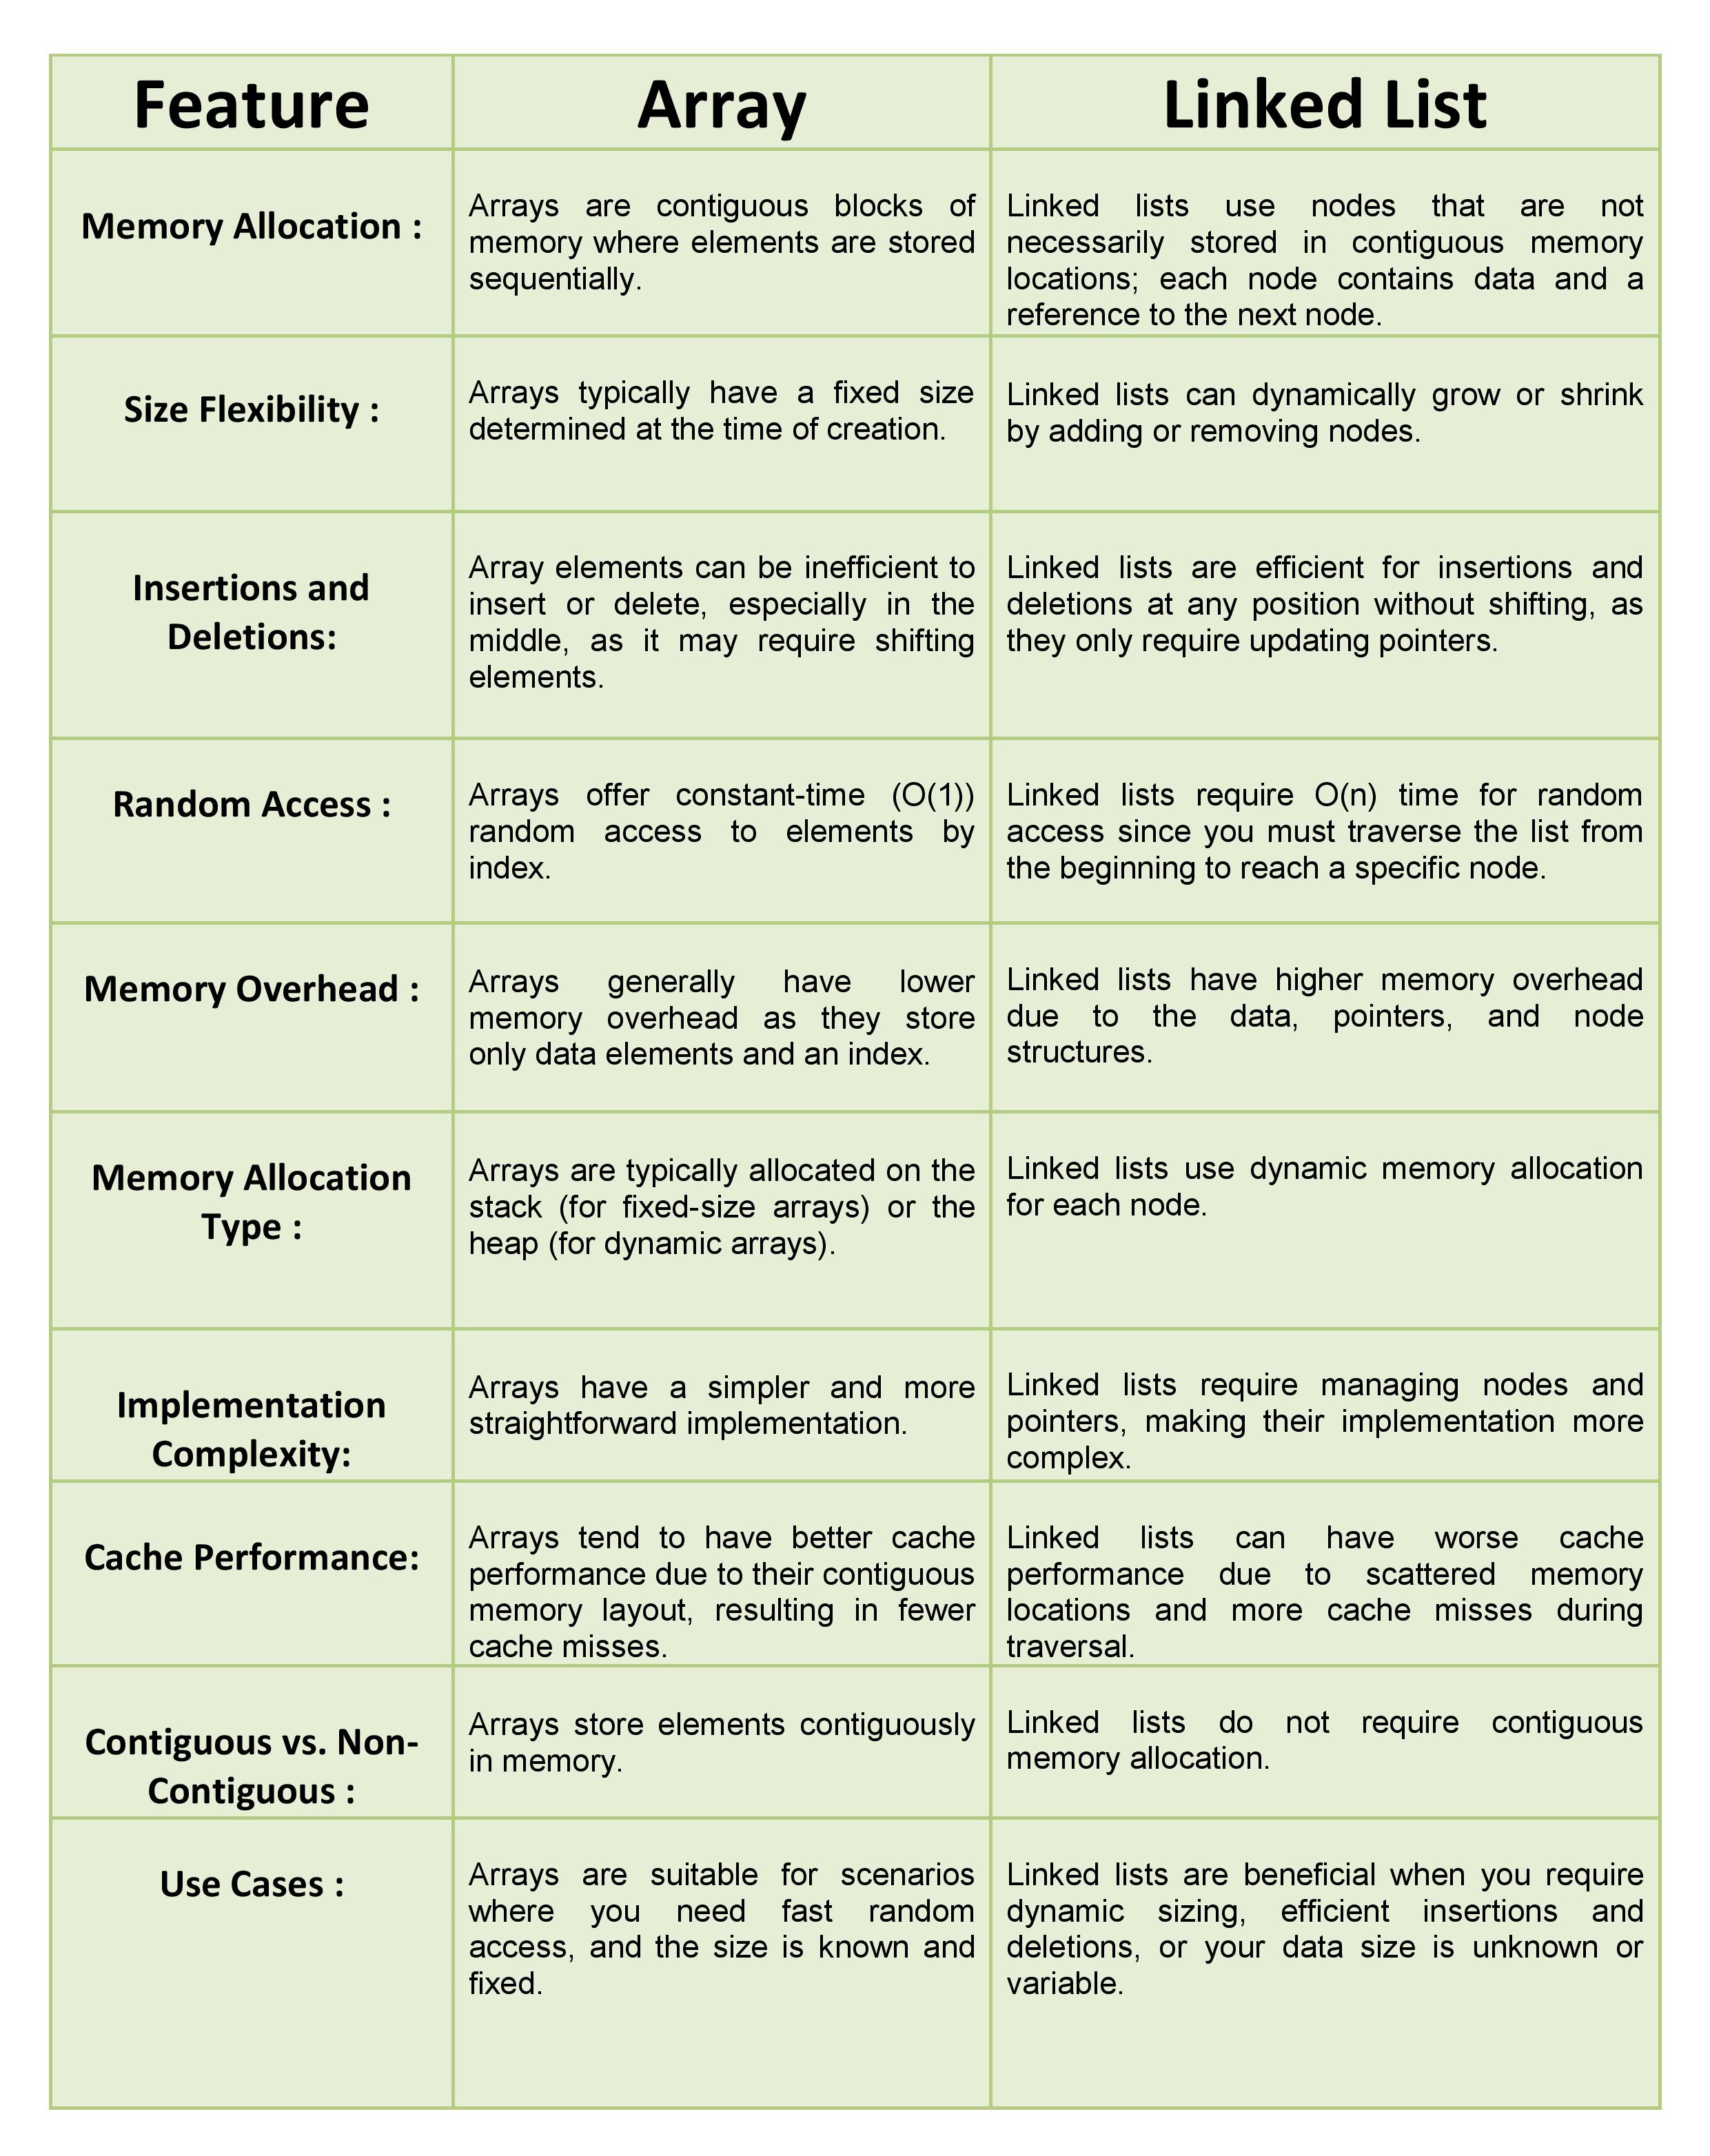 Feature
Array
Linked List
Memory Allocation :
Arrays are contiguous blocks of
memory where elements are stored
sequentially.
Linked lists use nodes that are not
necessarily stored in contiguous memory
locations; each node contains data and a
reference to the next node.
Size Flexibility :
Arrays typically have a fixed size
determined at the time of creation.
Linked lists can dynamically grow or shrink
by adding or removing nodes.
Insertions and
Deletions:
Array elements can be inefficient to
insert or delete, especially in the
middle, as it may require shifting
elements.
Linked lists are efficient for insertions and
deletions at any position without shifting, as
they only require updating pointers.
Random Access :
Arrays offer constant-time (O(1))
random access to elements by
index.
Linked lists require O(n) time for random
access since you must traverse the list from
the beginning to reach a specific node.
Memory Overhead :
Arrays generally have lower
memory overhead as they store
only data elements and an index.
Linked lists have higher memory overhead
due to the data, pointers, and node
structures.
Memory Allocation
Type :
Arrays are typically allocated on the
stack (for fixed-size arrays) or the
heap (for dynamic arrays).
Linked lists use dynamic memory allocation
for each node.
Implementation
Complexity:
Arrays have a simpler and more
straightforward implementation.
Linked lists require managing nodes and
pointers, making their implementation more
complex.
Cache Performance:
Arrays tend to have better cache
performance due to their contiguous
memory layout, resulting in fewer
cache misses.
Linked lists can have worse cache
performance due to scattered memory
locations and more cache misses during
traversal.
Contiguous vs. Non-
Contiguous :
Arrays store elements contiguously
in memory.
Linked lists do not require contiguous
memory allocation.
Use Cases :
Arrays are suitable for scenarios
where you need fast random
access, and the size is known and
fixed.
Linked lists are beneficial when you require
dynamic sizing, efficient insertions and
deletions, or your data size is unknown or
variable.